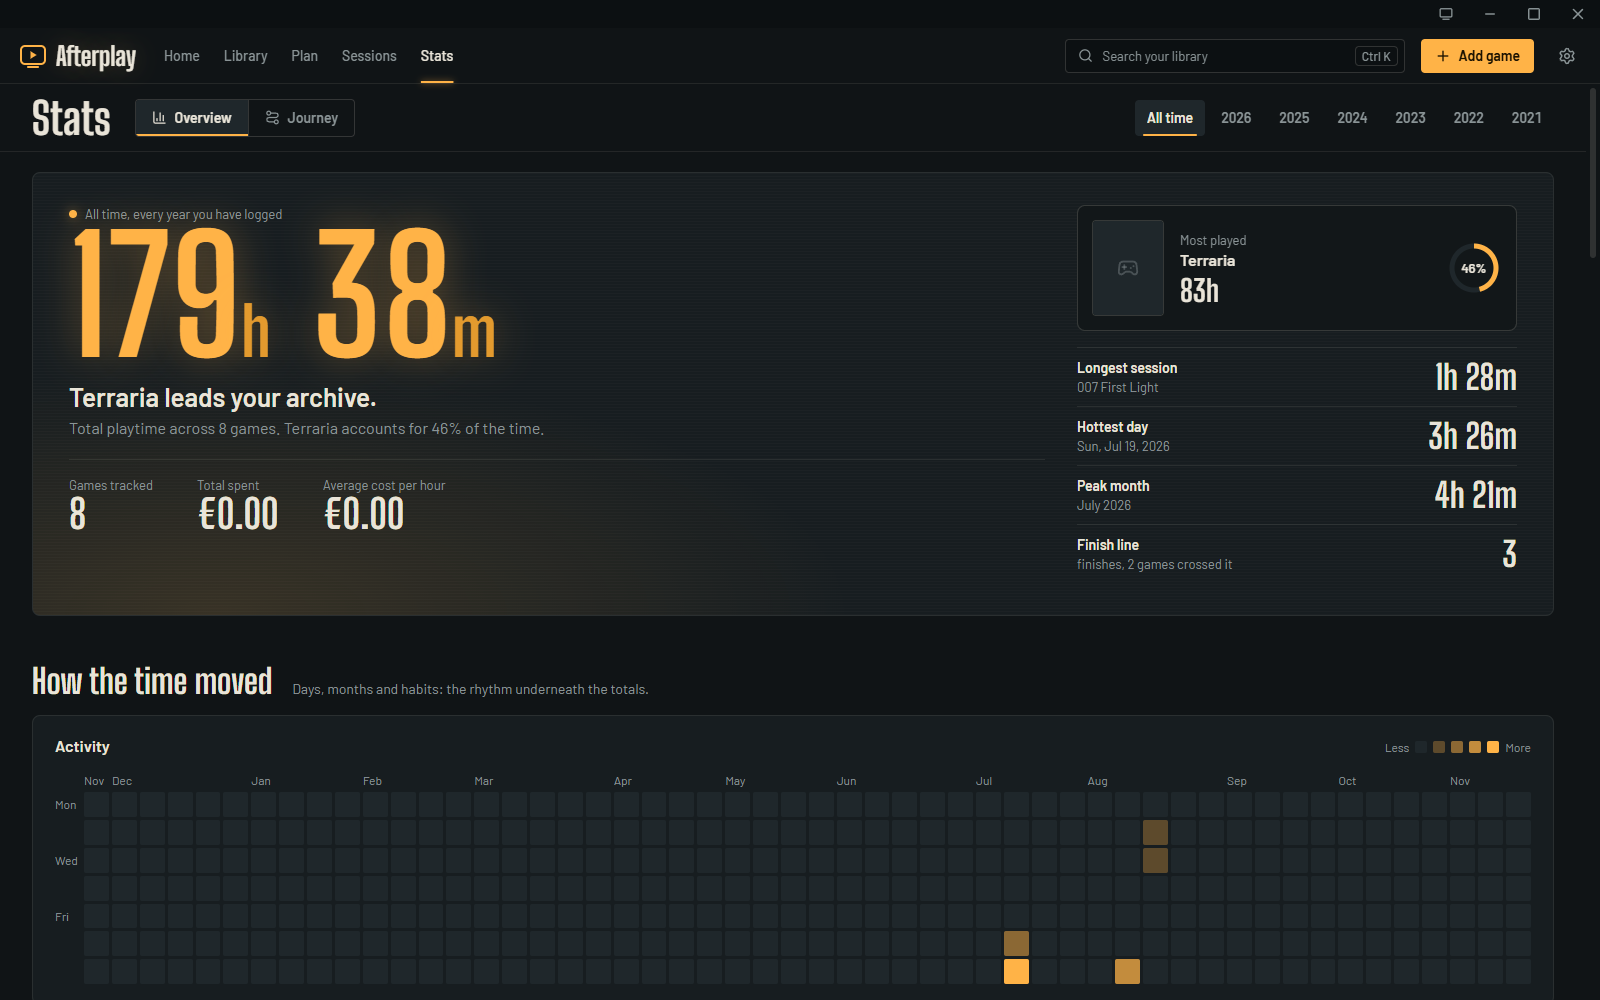 Afterplay
Home
Library
Plan
Sessions
Stats
Search your library
Ctrl K
Add game
Stats
Overview
Journey
All time
2026
2025
2024
2023
2022
2021
All time, every year you have logged
179h 38m
Terraria leads your archive.
Total playtime across 8 games. Terraria accounts for 46% of the time.
Games tracked
8
Total spent
€0.00
Average cost per hour
€0.00
Most played
Terraria
83h
46%
Longest session
007 First Light
1h 28m
Hottest day
Sun, Jul 19, 2026
3h 26m
Peak month
July 2026
4h 21m
Finish line
finishes, 2 games crossed it
3
How the time moved
Days, months and habits: the rhythm underneath the totals.
Activity
Less
More
Nov Dec Jan Feb Mar Apr May Jun Jul Aug Sep Oct Nov
Mon
Wed
Fri